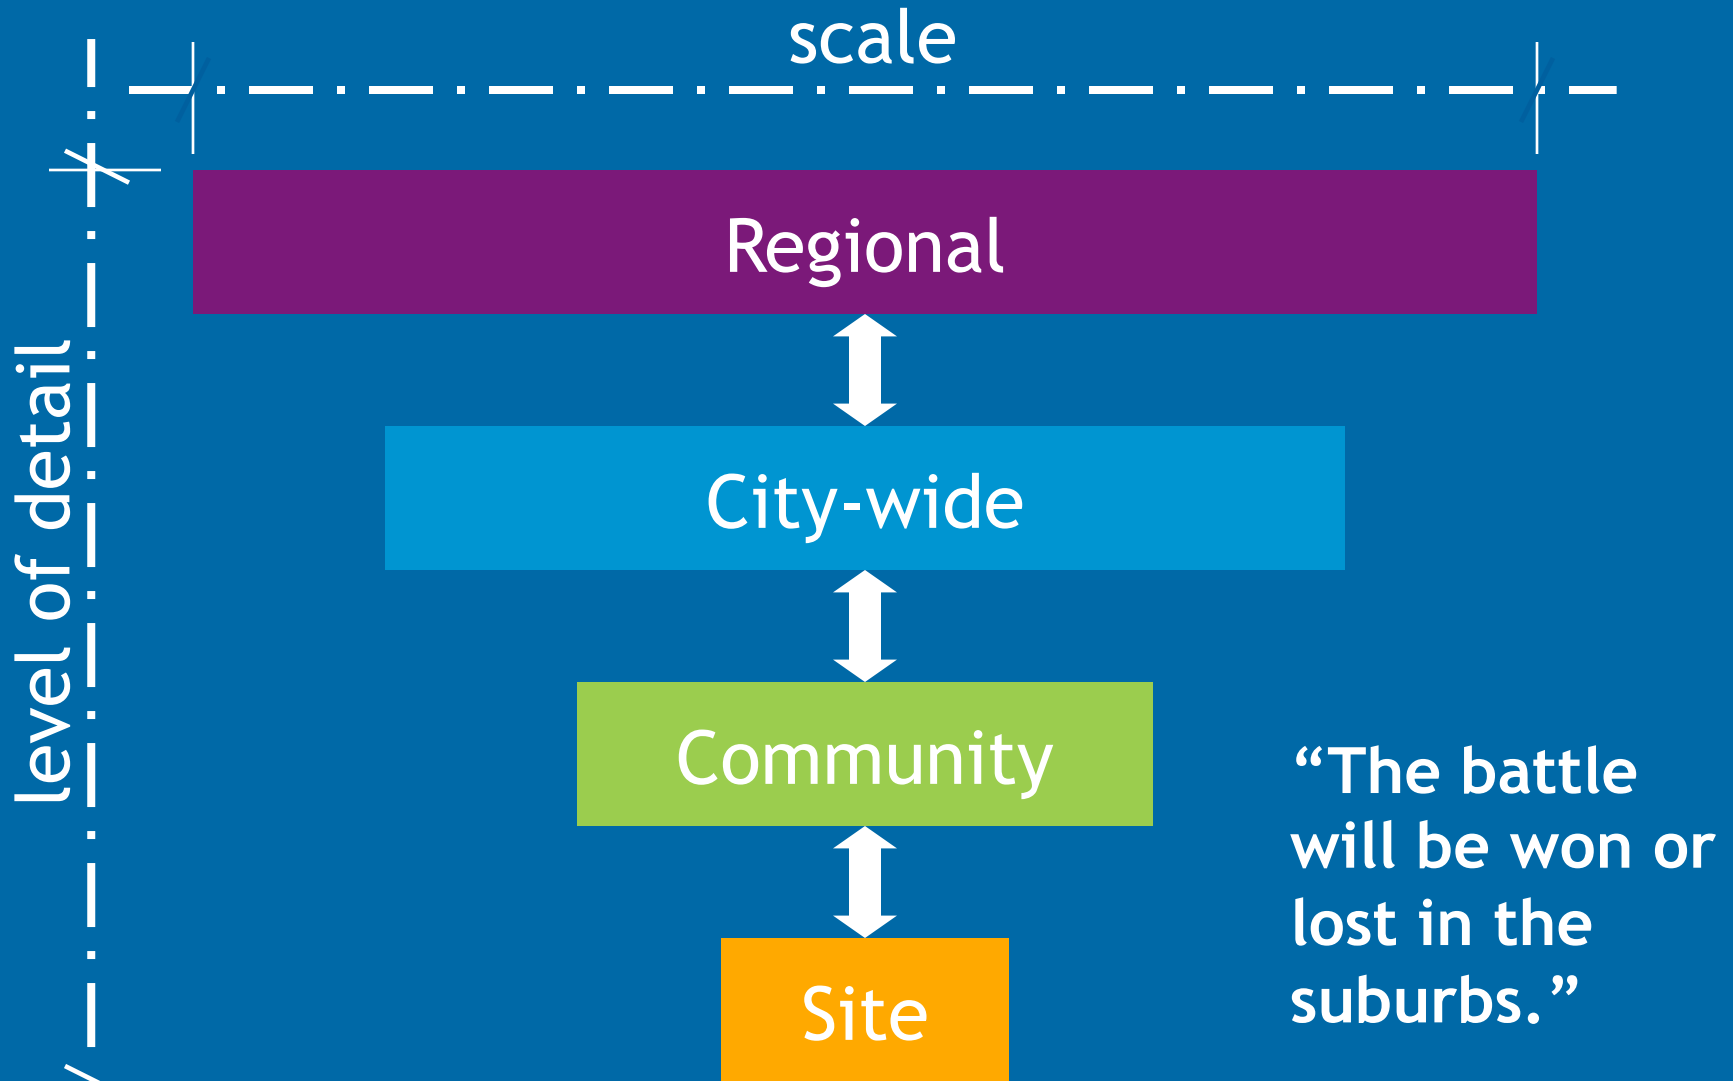 scale
level of detail
Regional
City-wide
Community
Site
“The battle
will be won or
lost in the
suburbs.”